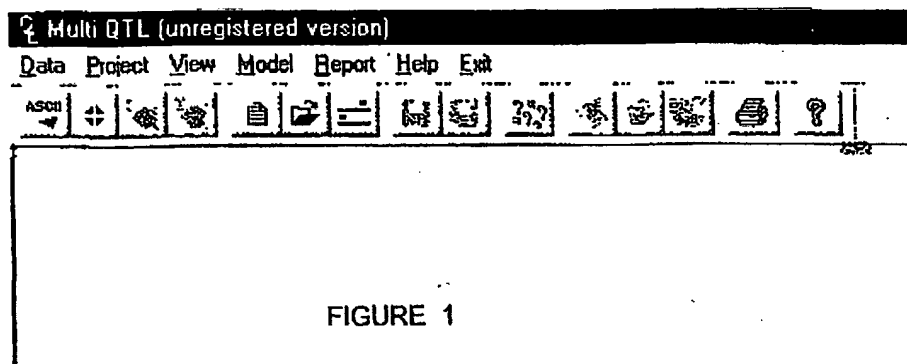 Multi QTL (unregistered version)
Data Project View Model Report Help Exit
ASCII
FIGURE 1